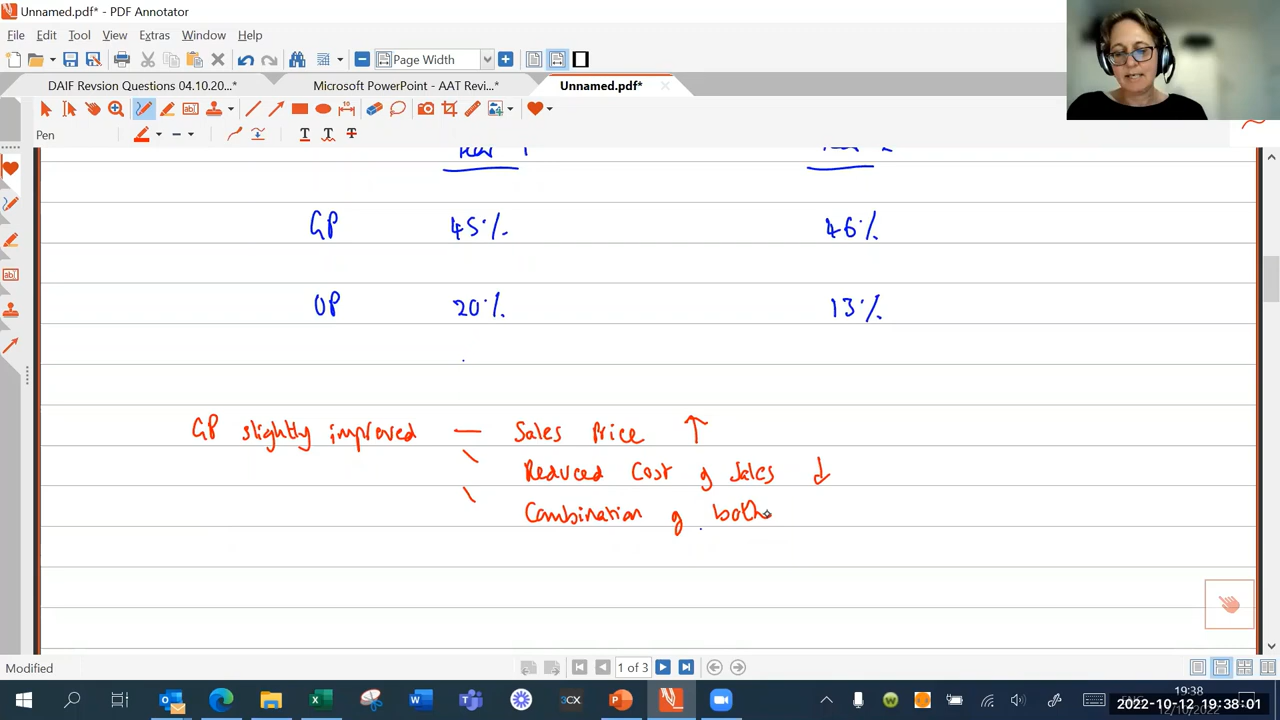 Unnamed.pdf* - PDF Annotator
File Edit Tool View Extras Window Help
Page Width
DAIF Revsion Questions 04.10.20...* Microsoft PowerPoint - AAT Revi...* Unnamed.pdf*
Pen
GP 45% 46%
OP 20% 13%
GP slightly improved — Sales Price ↑
Reduced Cost of Sales ↓
Combination of both
1 of 3
Modified
19:38
2022-10-12 19:38:01